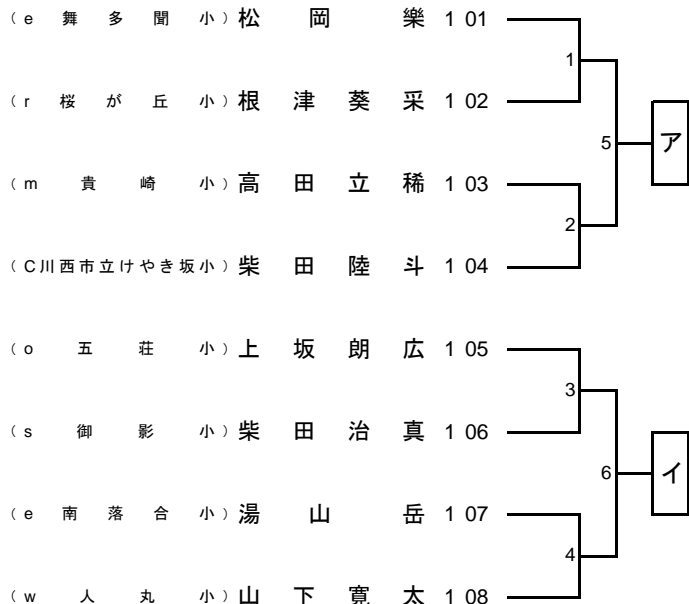 (e 舞多聞小) 松岡樂 1 01
1
(r 桜が丘小) 根津葵采 1 02
5 ア
(m 貴崎小) 高田立稀 1 03
2
(C川西市立けやき坂小) 柴田陸斗 1 04
(o 五荘小) 上坂朗広 1 05
3
(s 御影小) 柴田治真 1 06
6 イ
(e 南落合小) 湯山岳 1 07
4
(w 人丸小) 山下寛太 1 08